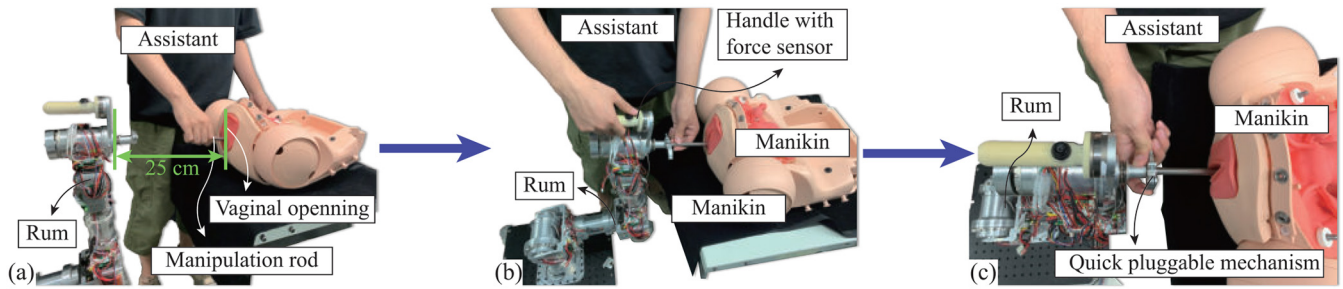 Assistant
25 cm
Rum
Vaginal openning
Manipulation rod
(a)
Handle with
force sensor
Assistant
Manikin
Rum
Manikin
(b)
Assistant
Rum
Manikin
Quick pluggable mechanism
(c)